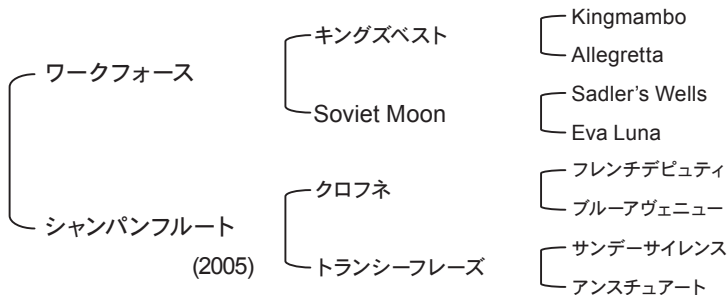 ワークフォース
シャンパンフルート
(2005)
キングズベスト
Soviet Moon
クロフネ
トランシーフレーズ
Kingmambo
Allegretta
Sadler’s Wells
Eva Luna
フレンチデピュティ
ブルーアヴェニュー
サンデーサイレンス
アンスチュアート